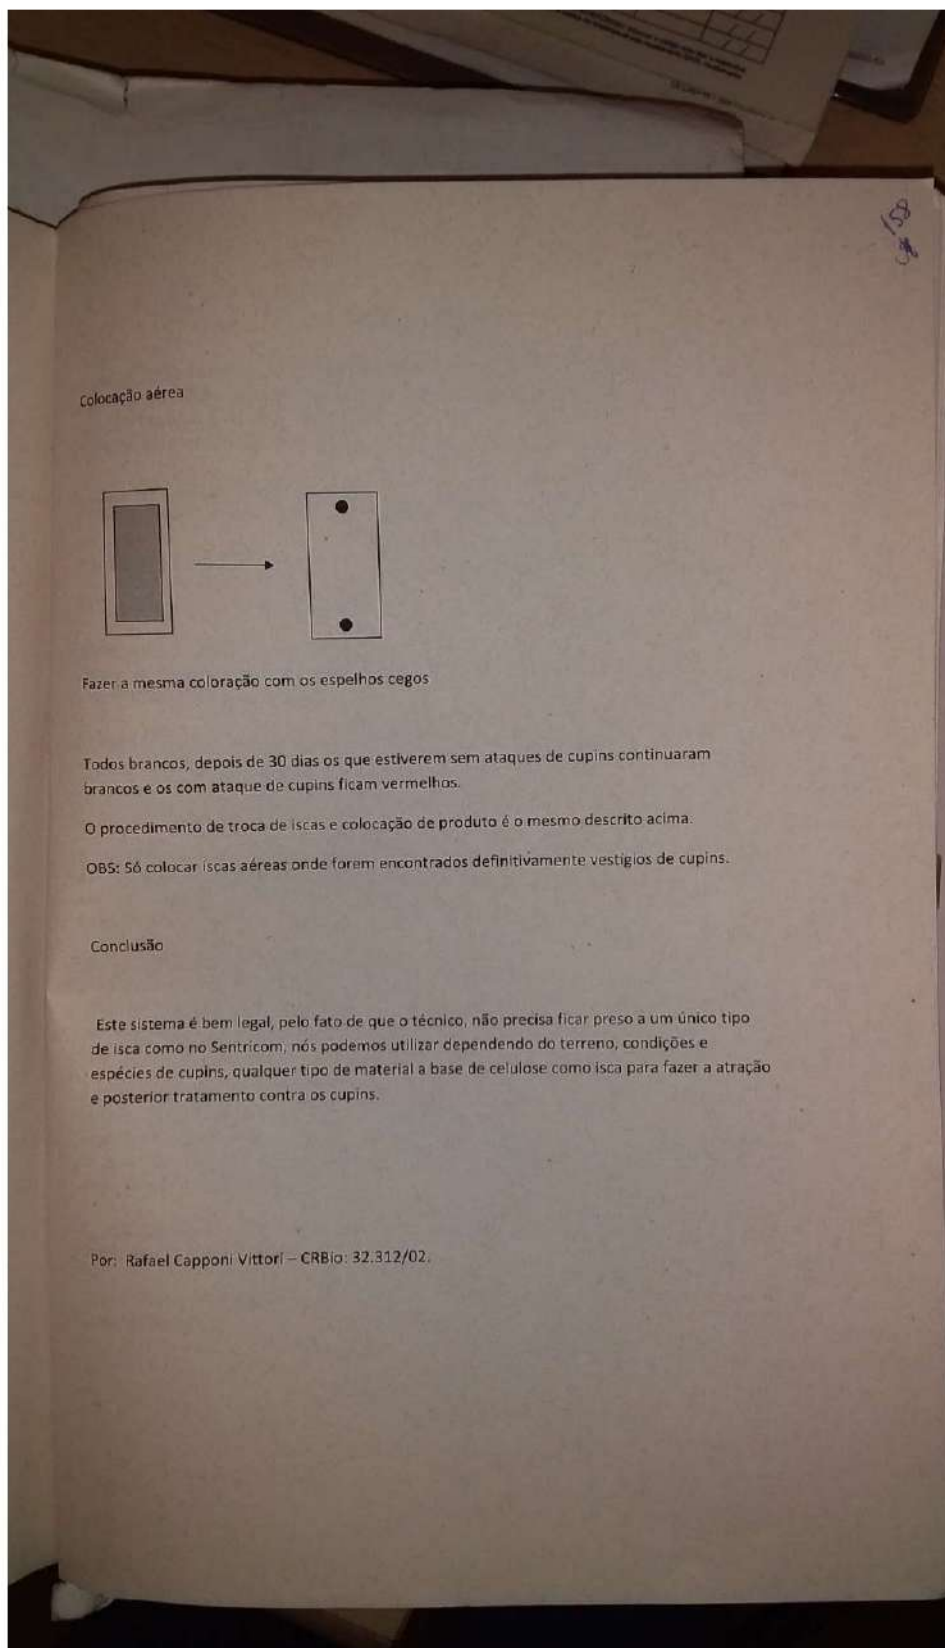 158
Colocação aérea
Fazer a mesma coloração com os espelhos cegos
Todos brancos, depois de 30 dias os que estiverem sem ataques de cupins continuaram
brancos e os com ataque de cupins ficam vermelhos.
O procedimento de troca de iscas e colocação de produto é o mesmo descrito acima.
OBS: Só colocar iscas aéreas onde forem encontrados definitivamente vestígios de cupins.
Conclusão
Este sistema é bem legal, pelo fato de que o técnico, não precisa ficar preso a um único tipo
de isca como no Sentricom, nós podemos utilizar dependendo do terreno, condições e
espécies de cupins, qualquer tipo de material a base de celulose como isca para fazer a atração
e posterior tratamento contra os cupins.
Por: Rafael Capponi Vittori – CRBio: 32.312/02.